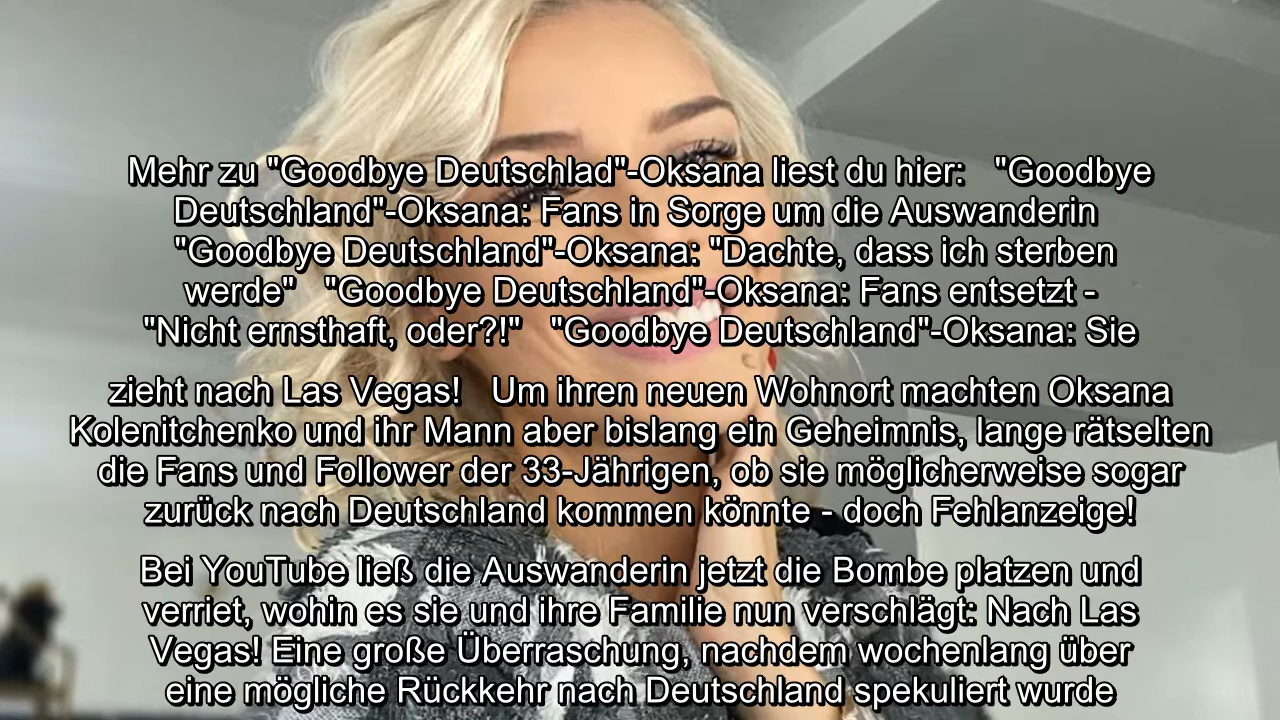 Mehr zu "Goodbye Deutschlad"-Oksana liest du hier: "Goodbye
Deutschland"-Oksana: Fans in Sorge um die Auswanderin
"Goodbye Deutschland"-Oksana: "Dachte, dass ich sterben
werde" "Goodbye Deutschland"-Oksana: Fans entsetzt -
"Nicht ernsthaft, oder?!" "Goodbye Deutschland"-Oksana: Sie
zieht nach Las Vegas! Um ihren neuen Wohnort machten Oksana
Kolenitchenko und ihr Mann aber bislang ein Geheimnis, lange rätselten
die Fans und Follower der 33-Jährigen, ob sie möglicherweise sogar
zurück nach Deutschland kommen könnte - doch Fehlanzeige!
Bei YouTube ließ die Auswanderin jetzt die Bombe platzen und
verriet, wohin es sie und ihre Familie nun verschlägt: Nach Las
Vegas! Eine große Überraschung, nachdem wochenlang über
eine mögliche Rückkehr nach Deutschland spekuliert wurde